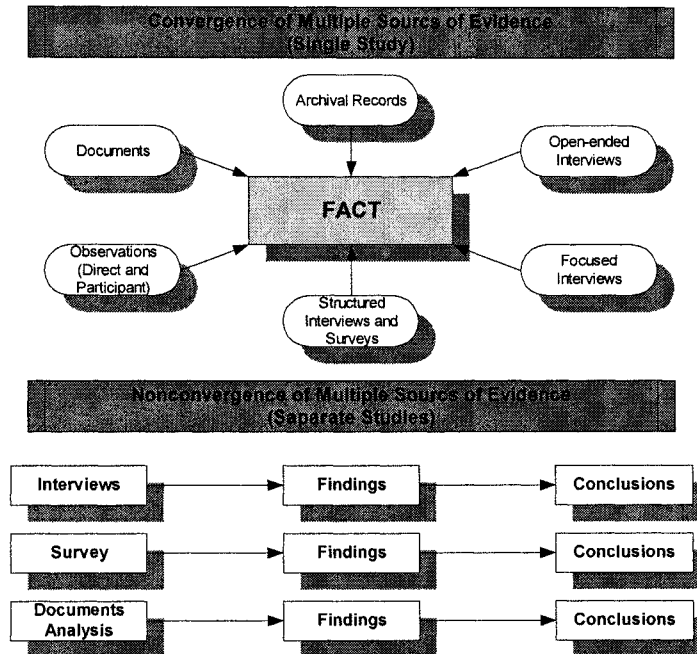 Convergence of Multiple Sourcs of Evidence
(Single Study)
Archival Records
Documents
Open-ended
Interviews
FACT
Observations
(Direct and
Participant)
Focused
Interviews
Structured
Interviews and
Surveys
Nonconvergence of Multiple Sourcs of Evidence
(Separate Studies)
Interviews
Findings
Conclusions
Survey
Findings
Conclusions
Documents
Analysis
Findings
Conclusions